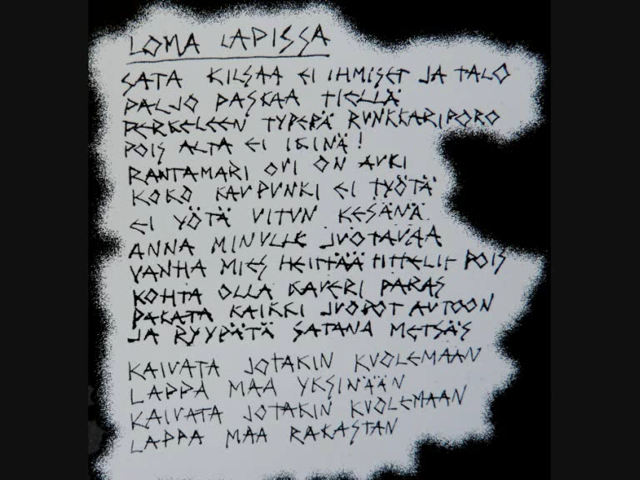 LOMA LAPISSA
SATA KILSAA EI IHMISET JA TALO
PALJO PASKAA TIELLÄ
PERKELEEN TYPERÄ RUNKKARIPORO
POIS ALTA EI IKINÄ!
RANTAMARI OVI ON AUKI
KOKO KAUPUNKI EI TYÖTÄ
EI YÖTÄ VITUN KESÄNÄ
ANNA MINULLE JUOTAVAA
VANHA MIES HEITTÄÄ TITTELIT POIS
KOHTA OLLA KAVERI PARAS
PAKATA KAIKKI JUODOT AUTOON
JA RYYPÄTÄ SATANA METSÄS
KAIVATA JOTAKIN KUOLEMAAN
LAPPA MAA YKSINÄÄN
KAIVATA JOTAKIN KUOLEMAAN
LAPPA MAA RAKASTAN